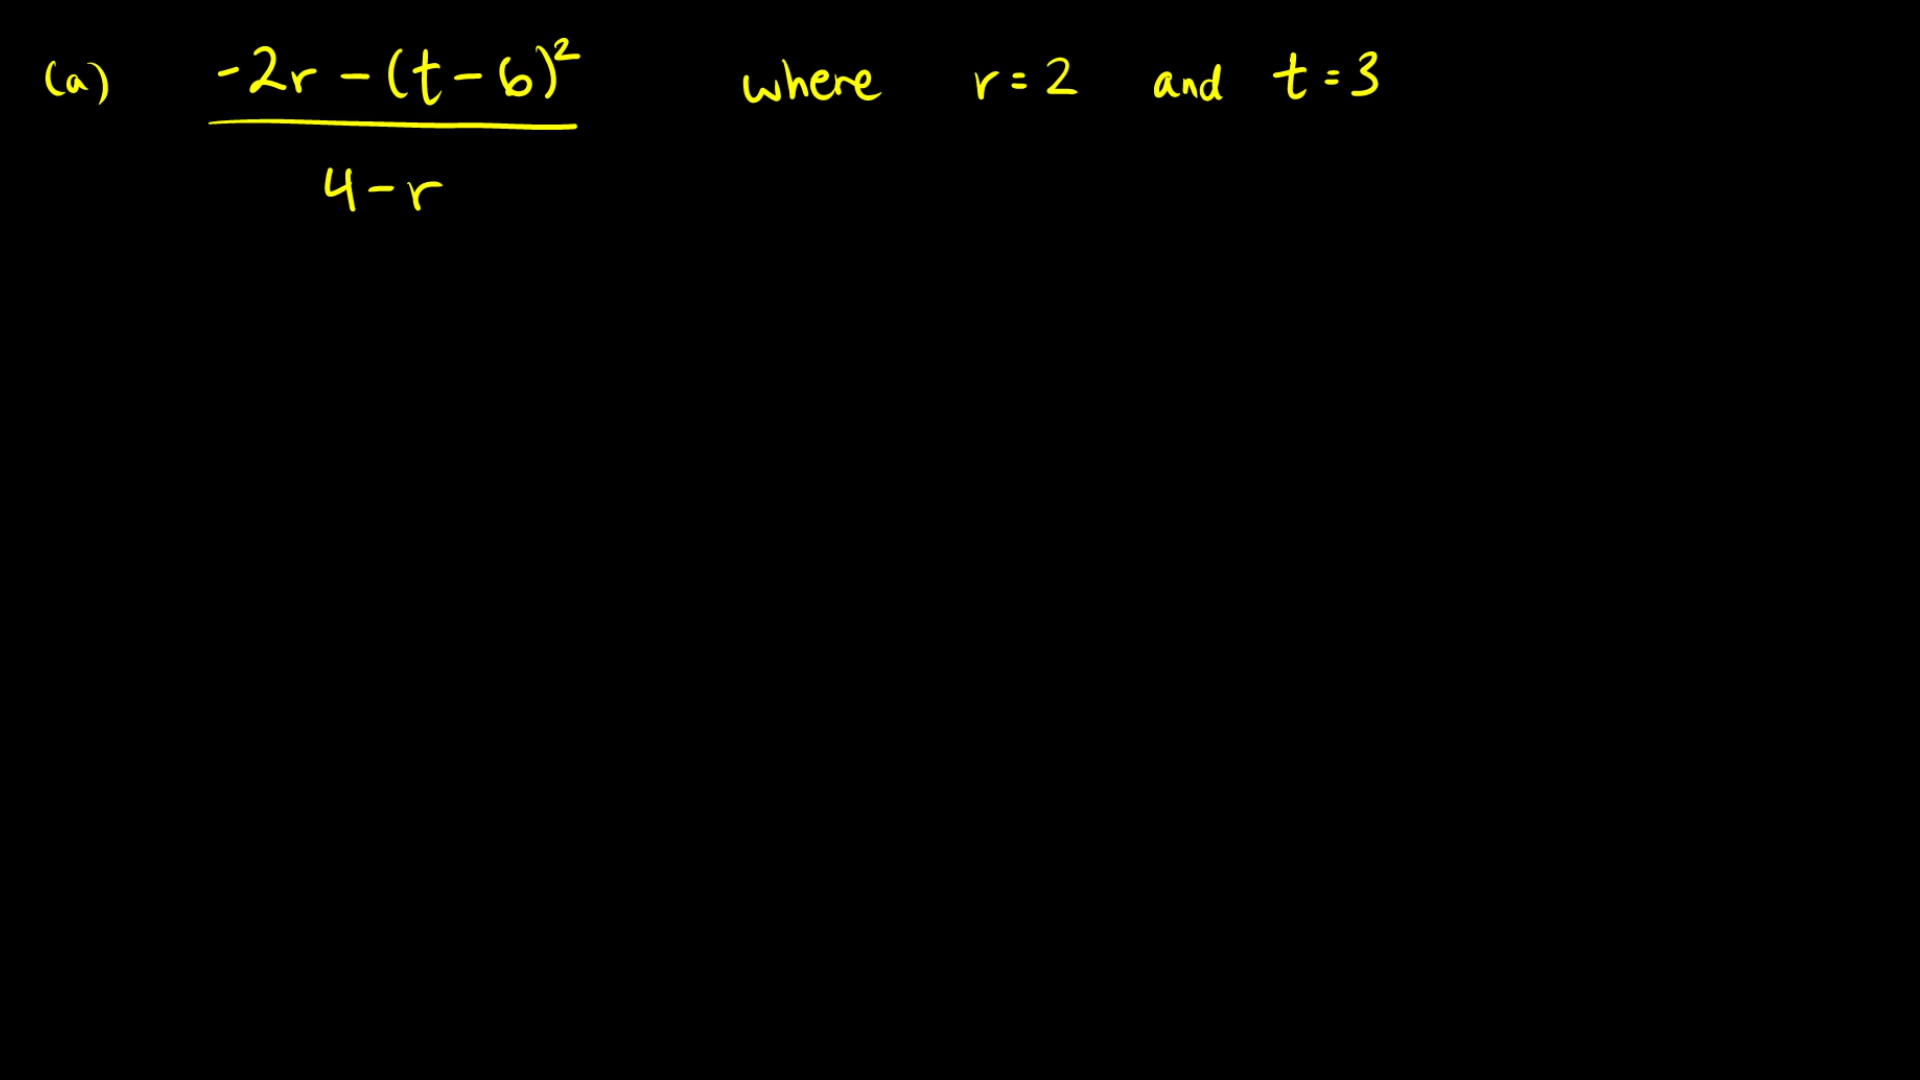 (a) -2r - (t - 6)² where r = 2 and t = 3
4 - r